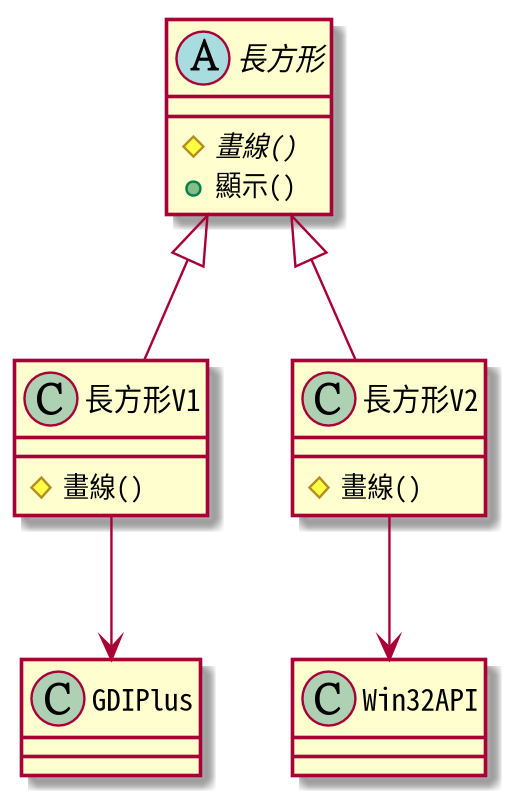 A 長方形
畫線()
顯示()
C 長方形V1
畫線()
C 長方形V2
畫線()
C GDIPlus
C Win32API